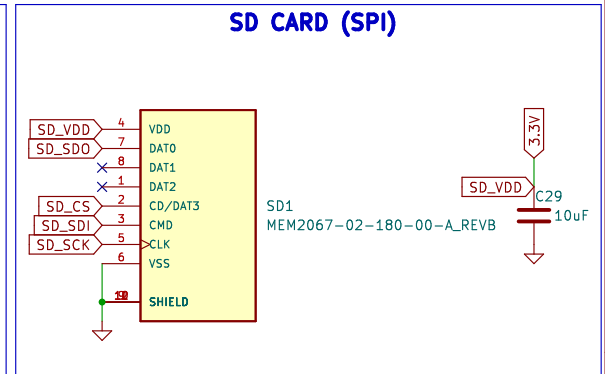 SD CARD (SPI)
3.3V
SD_VDD 4 VDD
SD_SDO 7 DAT0
8 DAT1
1 DAT2
SD_CS 2 CD/DAT3
SD_SDI 3 CMD
SD_SCK 5 CLK
6 VSS
SHIELD
SD1
MEM2067-02-180-00-A_REVB
SD_VDD
C29
10uF